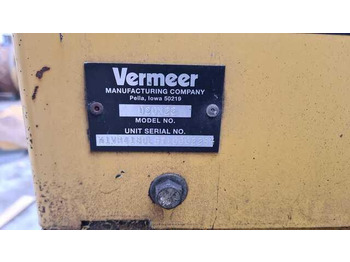 Vermeer
MANUFACTURING COMPANY
Pella, Iowa 50219
MODEL NO.
UNIT SERIAL NO.